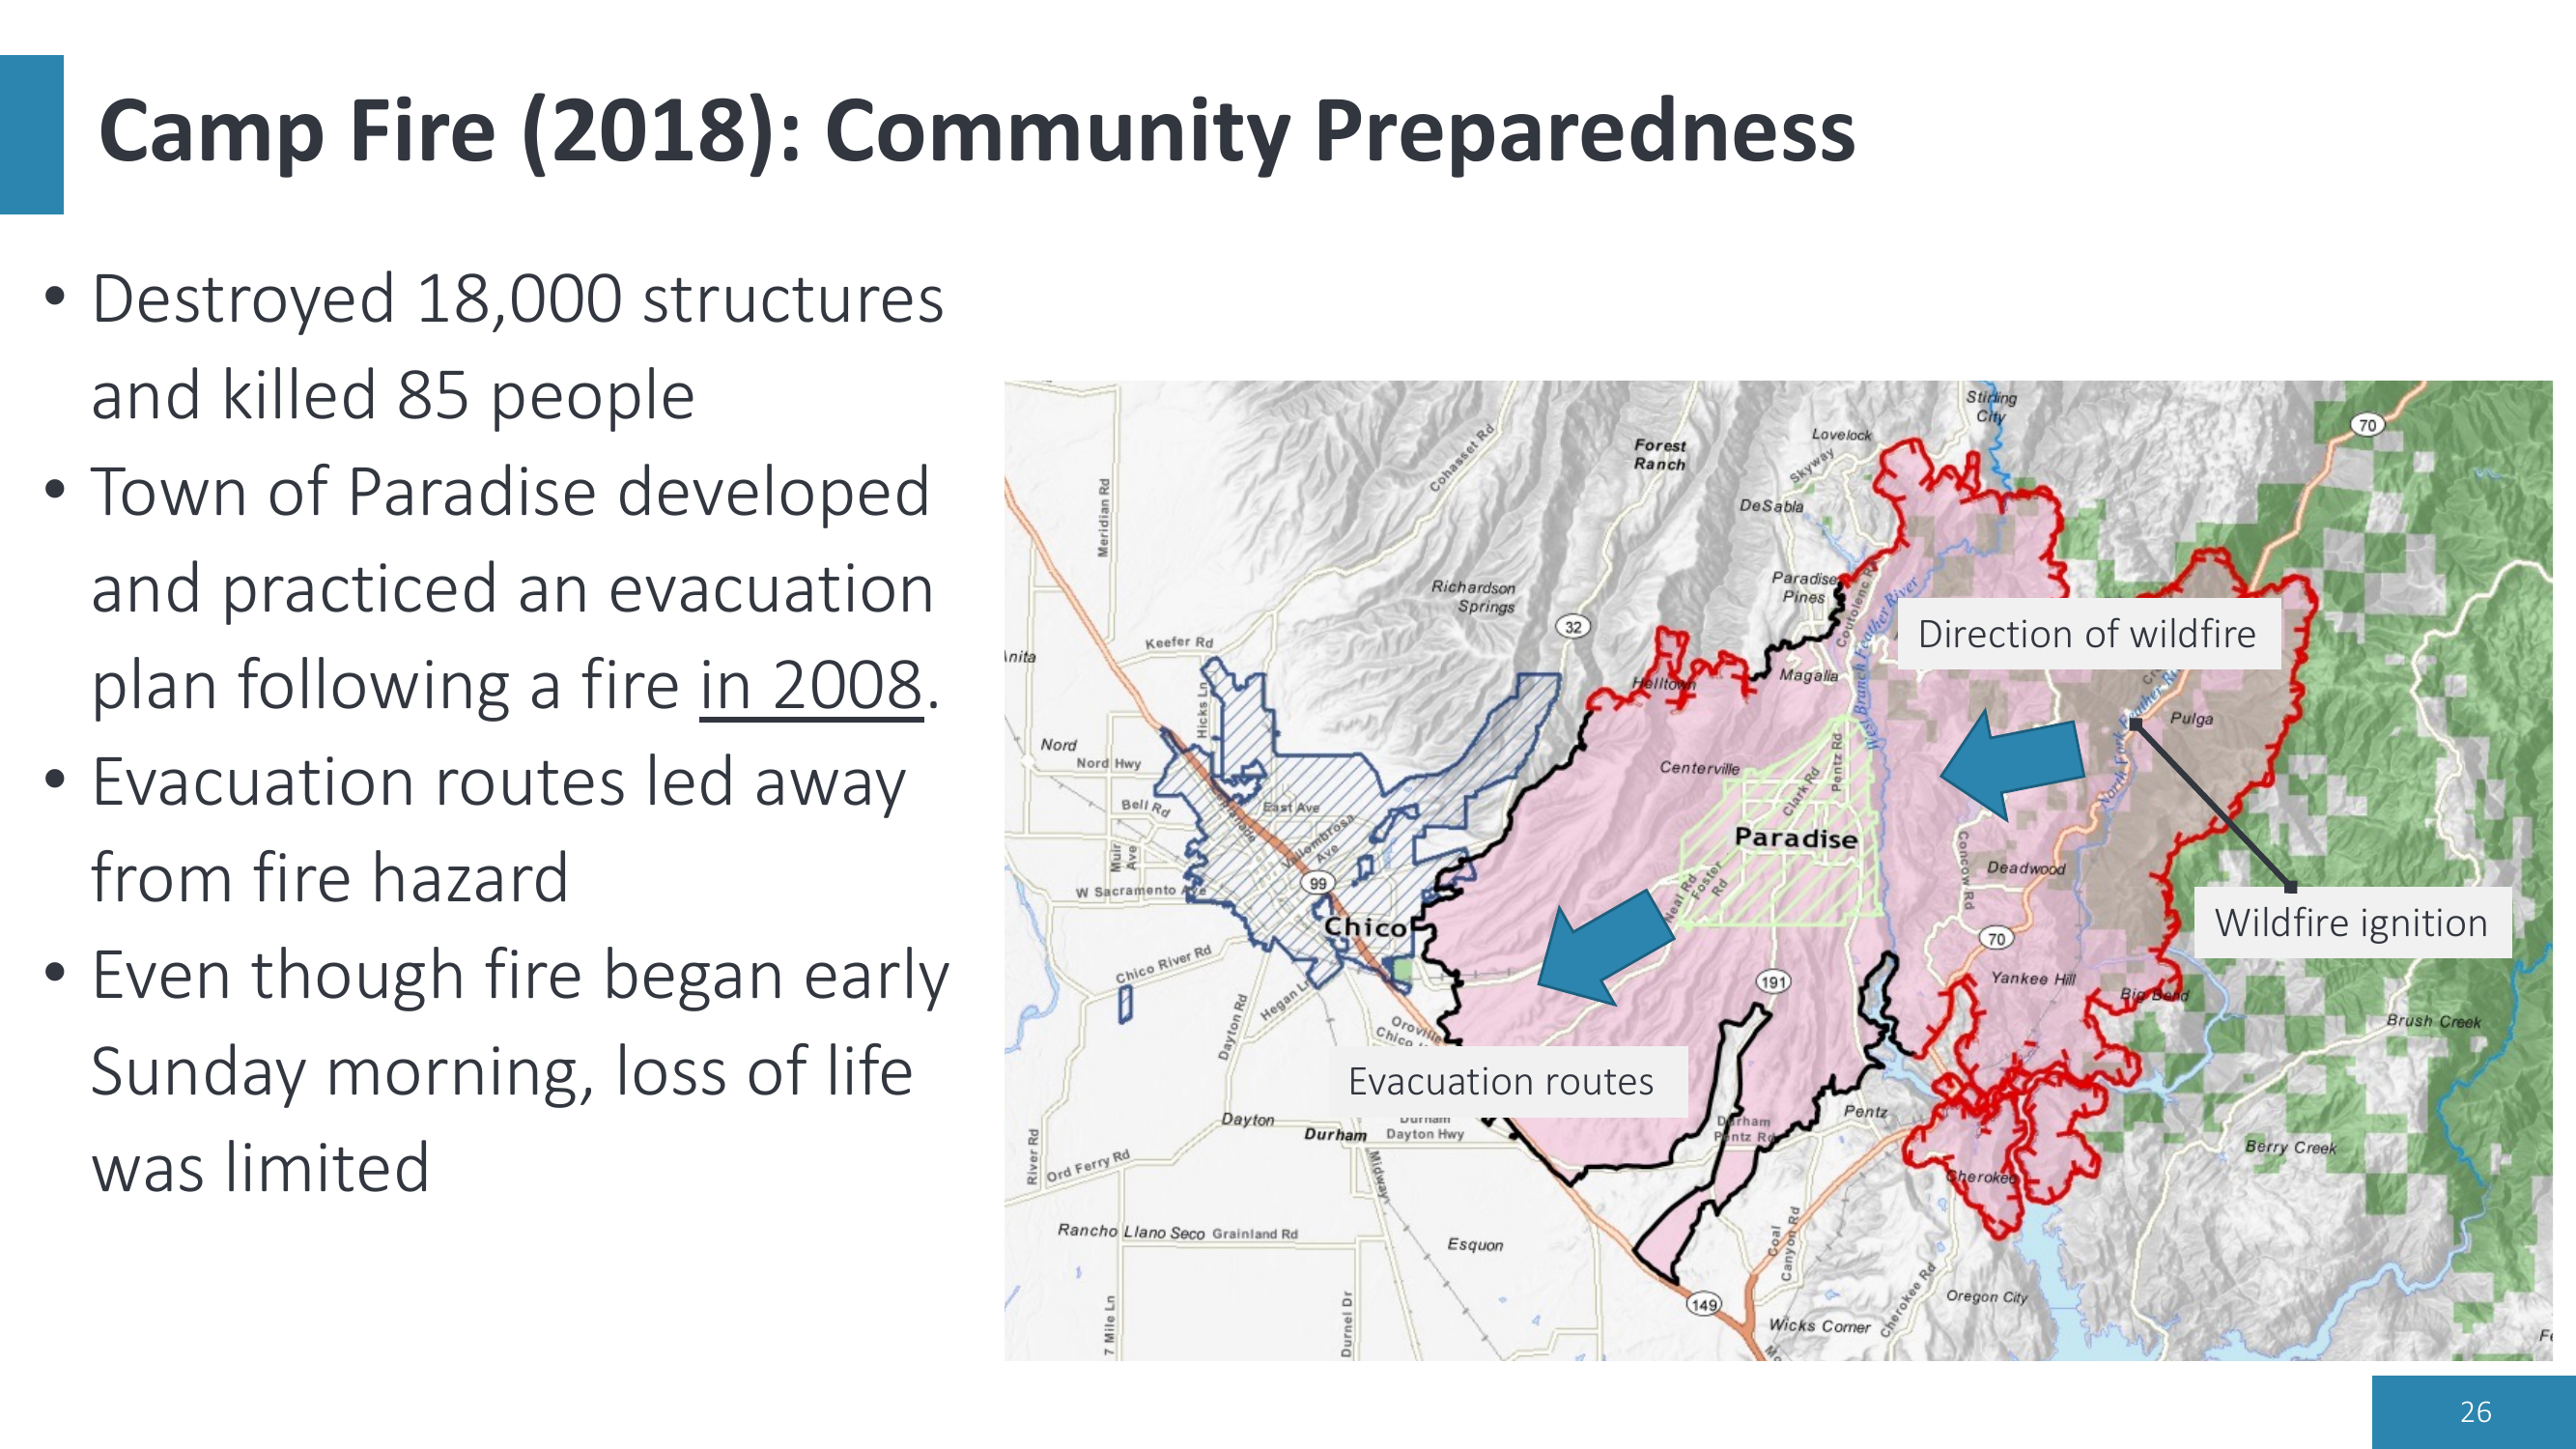 Camp Fire (2018): Community Preparedness
• Destroyed 18,000 structures
and killed 85 people
• Town of Paradise developed
and practiced an evacuation
plan following a fire in 2008.
• Evacuation routes led away
from fire hazard
• Even though fire began early
Sunday morning, loss of life
was limited
Stirling
City
70
Lovelock
Forest
Ranch
Skyway
Cohasset Rd
Meridian Rd
DeSabla
Paradise
Pines
Coutolenc R
Richardson
Springs
32
West Branch Feather River
Direction of wildfire
Keefer Rd
Helltown
Magalia
Hicks Ln
Pulga
Nord
Nord Hwy
Centerville
Pentz Rd
Clark Rd
Bell Rd
East Ave
Vallombrosa
Ave
Paradise
Muir
Ave
Concow Rd
Deadwood
99
W Sacramento Ave
Neal Rd
Foster
Rd
Wildfire ignition
Chico
70
Chico River Rd
191
Yankee Hill
Big Bend
Hegan Ln
Dayton Rd
Oroville
Chico
Brush Creek
Evacuation routes
Dayton
Durham
Durham
Dayton Hwy
Durham
Pentz Rd
Pentz
Midway
River Rd
Ord Ferry Rd
Berry Creek
Cherokee
Rancho Llano Seco
Grainland Rd
Esquon
Coal
Canyon Rd
7 Mile Ln
Durnel Dr
149
Cherokee Rd
Oregon City
Wicks Corner
26